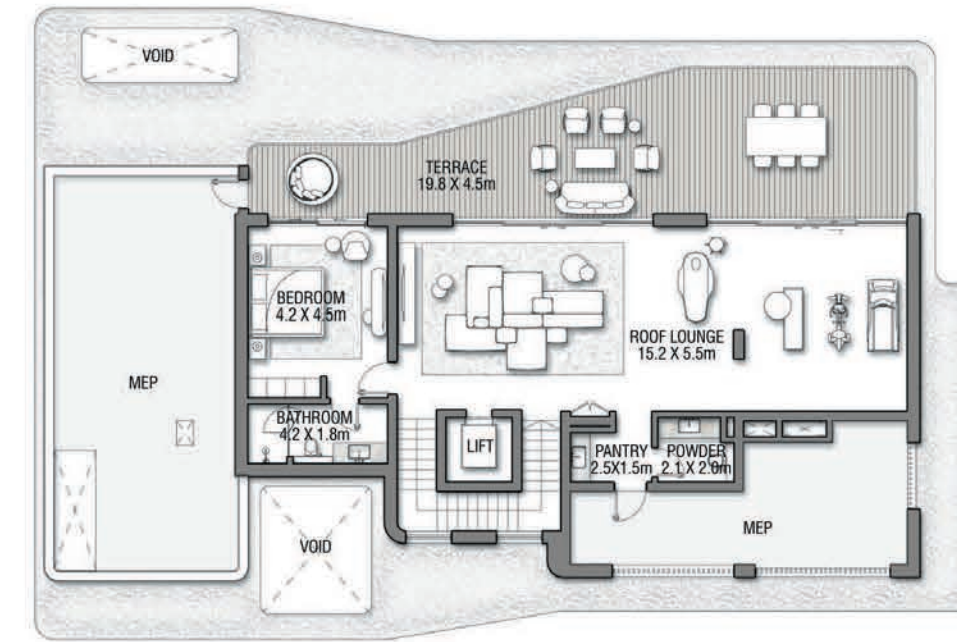 VOID
TERRACE
19.8 X 4.5m
BEDROOM
4.2 X 4.5m
ROOF LOUNGE
15.2 X 5.5m
MEP
BATHROOM
4.2 X 1.8m
LIFT
PANTRY
2.5X1.5m
POWDER
2.1 X 2.0m
MEP
VOID